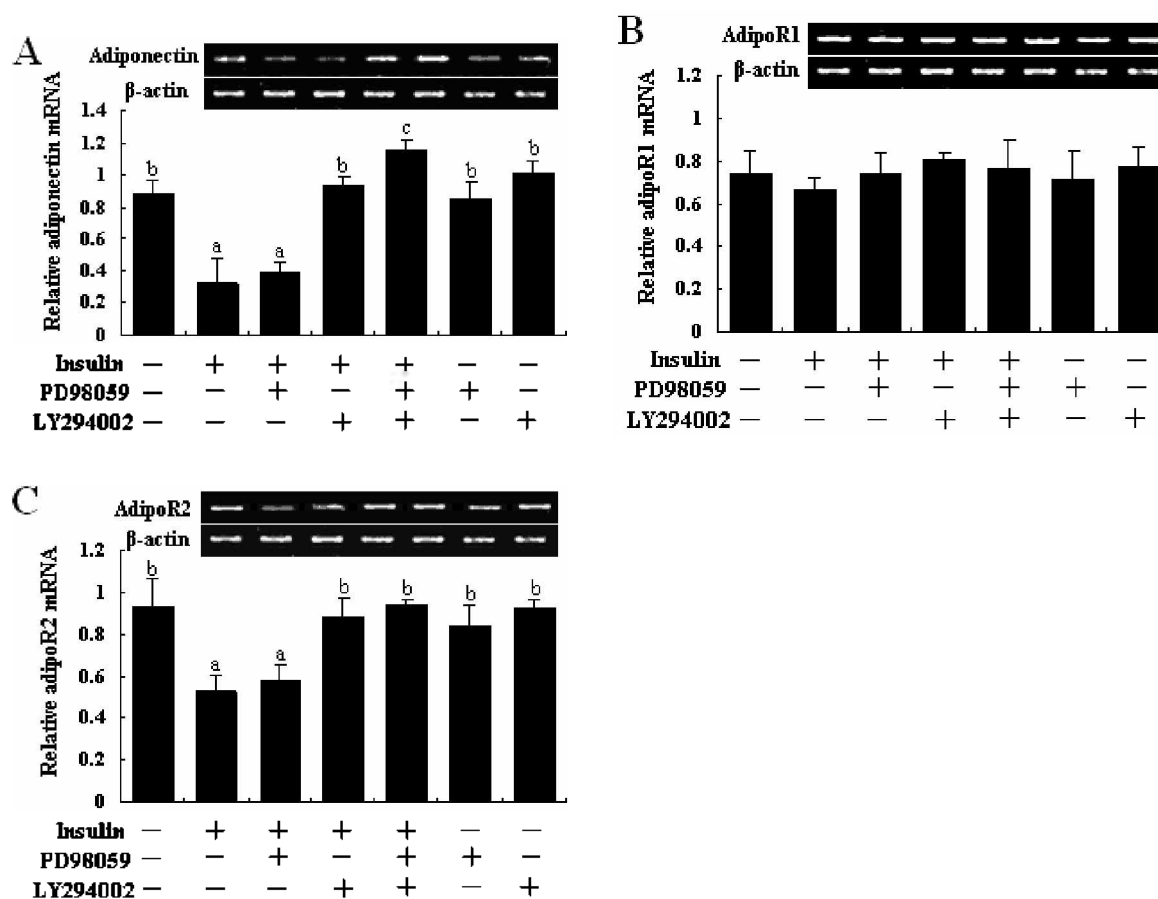 A
Adiponectin
β-actin
Relative adiponectin mRNA
1.4
1.2
1
0.8
0.6
0.4
0.2
0
b
a
a
b
c
b
b
Insulin — + + + + — —
PD98059 — — + — + + —
LY294002 — — — + + — +
B
AdipoR1
β-actin
Relative adipoR1 mRNA
1.2
1
0.8
0.6
0.4
0.2
0
Insulin — + + + + — —
PD98059 — — + — + + —
LY294002 — — — + + — +
C
AdipoR2
β-actin
Relative adipoR2 mRNA
1.2
1
0.8
0.6
0.4
0.2
0
b
a
a
b
b
b
b
Insulin — + + + + — —
PD98059 — — + — + + —
LY294002 — — — + + — +